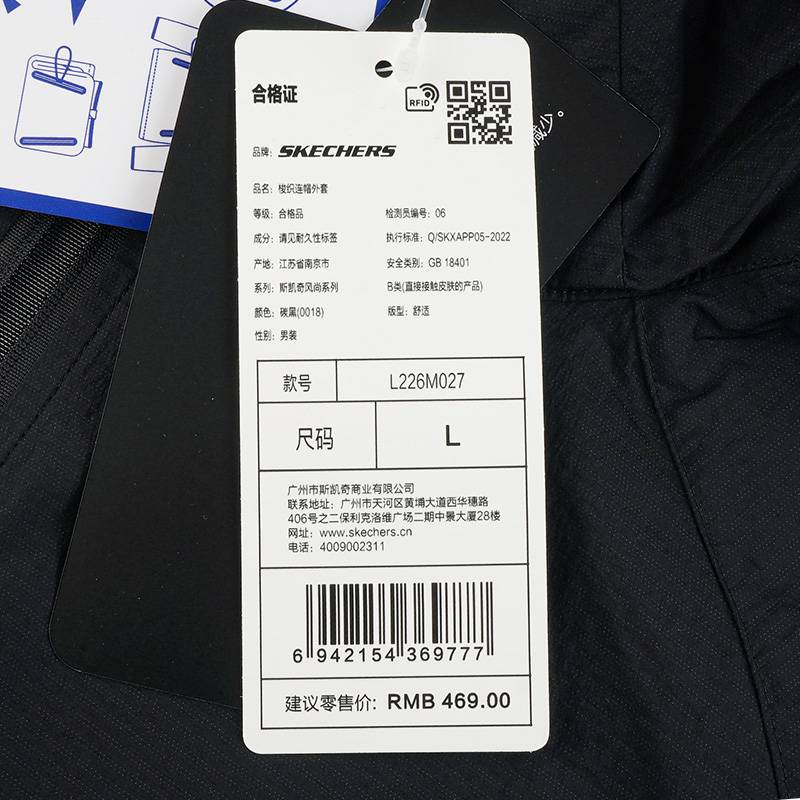 合格证
RFID
减少。
品牌: SKECHERS
品名: 梭织连帽外套
等级: 合格品 检测员编号: 06
成分: 请见耐久性标签 执行标准: Q/SKXAPP05-2022
产地: 江苏省南京市 安全类别: GB 18401
系列: 斯凯奇风尚系列 B类(直接接触皮肤的产品)
颜色: 碳黑(0018) 版型: 舒适
性别: 男装
款号 L226M027
尺码 L
广州市斯凯奇商业有限公司
联系地址: 广州市天河区黄埔大道西华穗路
406号之二保利克洛维广场二期中景大厦28楼
网址: www.skechers.cn
电话: 4009002311
6 942154 369777
建议零售价: RMB 469.00